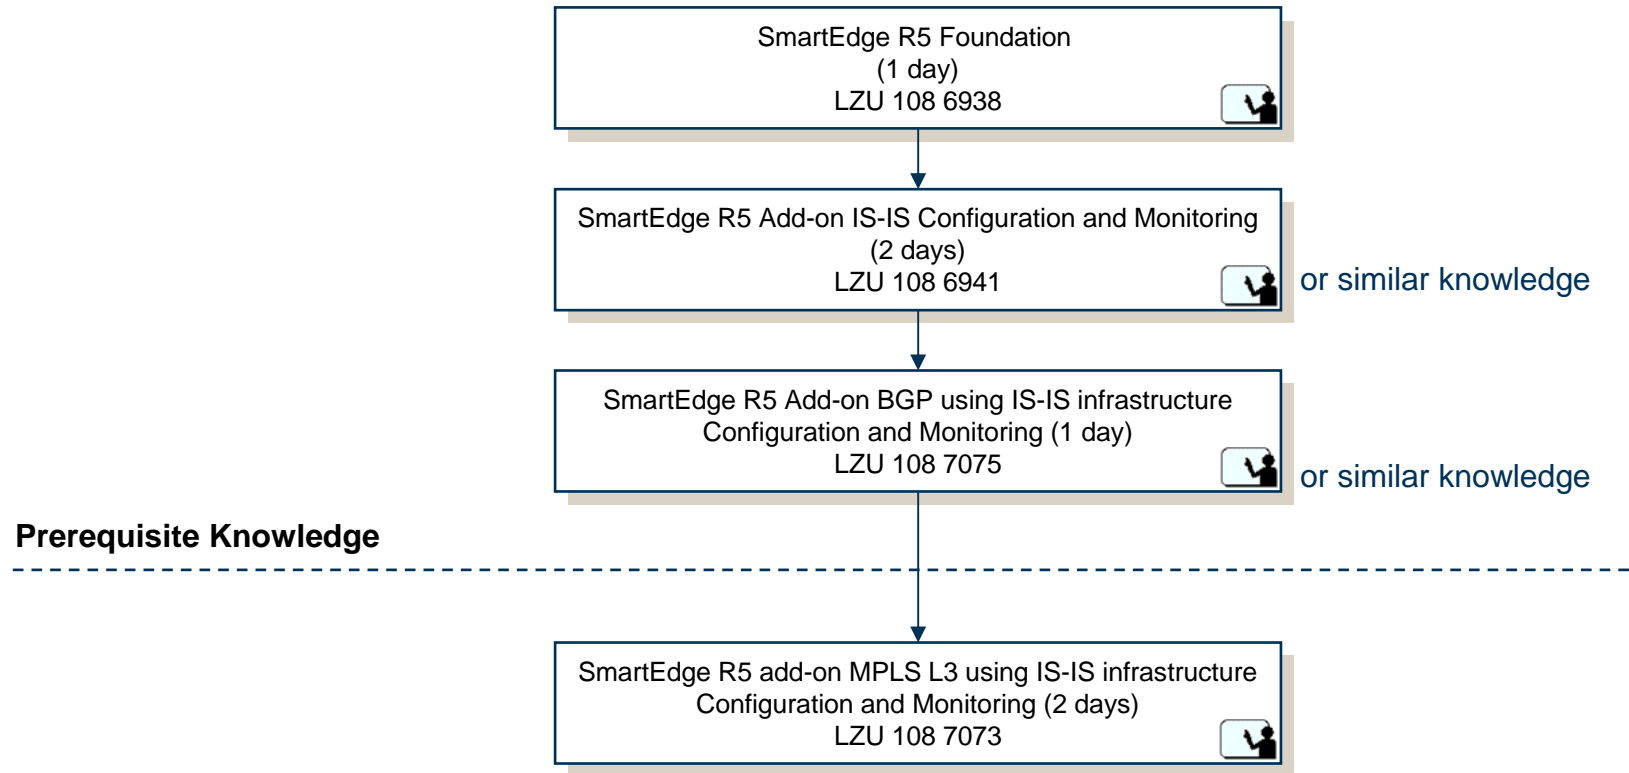 SmartEdge R5 Foundation
(1 day)
LZU 108 6938
SmartEdge R5 Add-on IS-IS Configuration and Monitoring
(2 days)
LZU 108 6941
or similar knowledge
SmartEdge R5 Add-on BGP using IS-IS infrastructure
Configuration and Monitoring (1 day)
LZU 108 7075
or similar knowledge
Prerequisite Knowledge
SmartEdge R5 add-on MPLS L3 using IS-IS infrastructure
Configuration and Monitoring (2 days)
LZU 108 7073